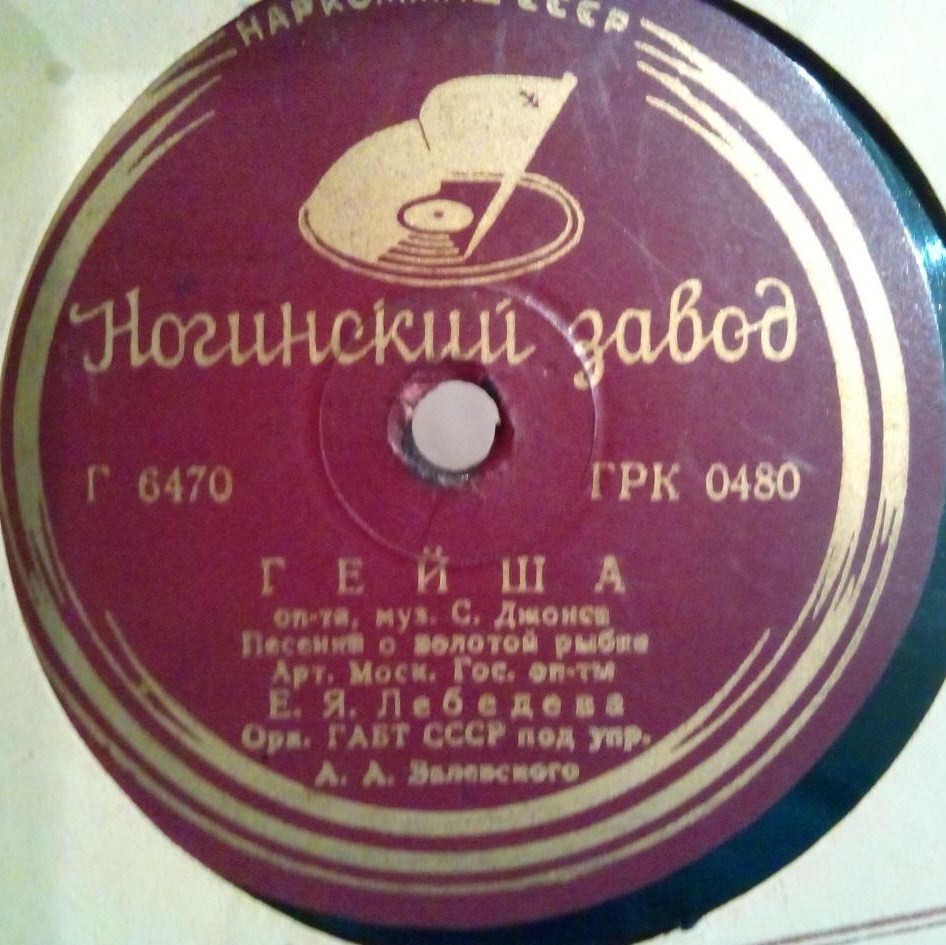 СССР
Ногинский завод
Г 6470
ГРК 0480
ГЕЙША
оп-та, муз. С. Джонса
Песенка о золотой рыбке
Арт. Моск. Гос. оп-ты
Е. Я. Лебедева
Орк. ГАБТ СССР под упр.
А. А.